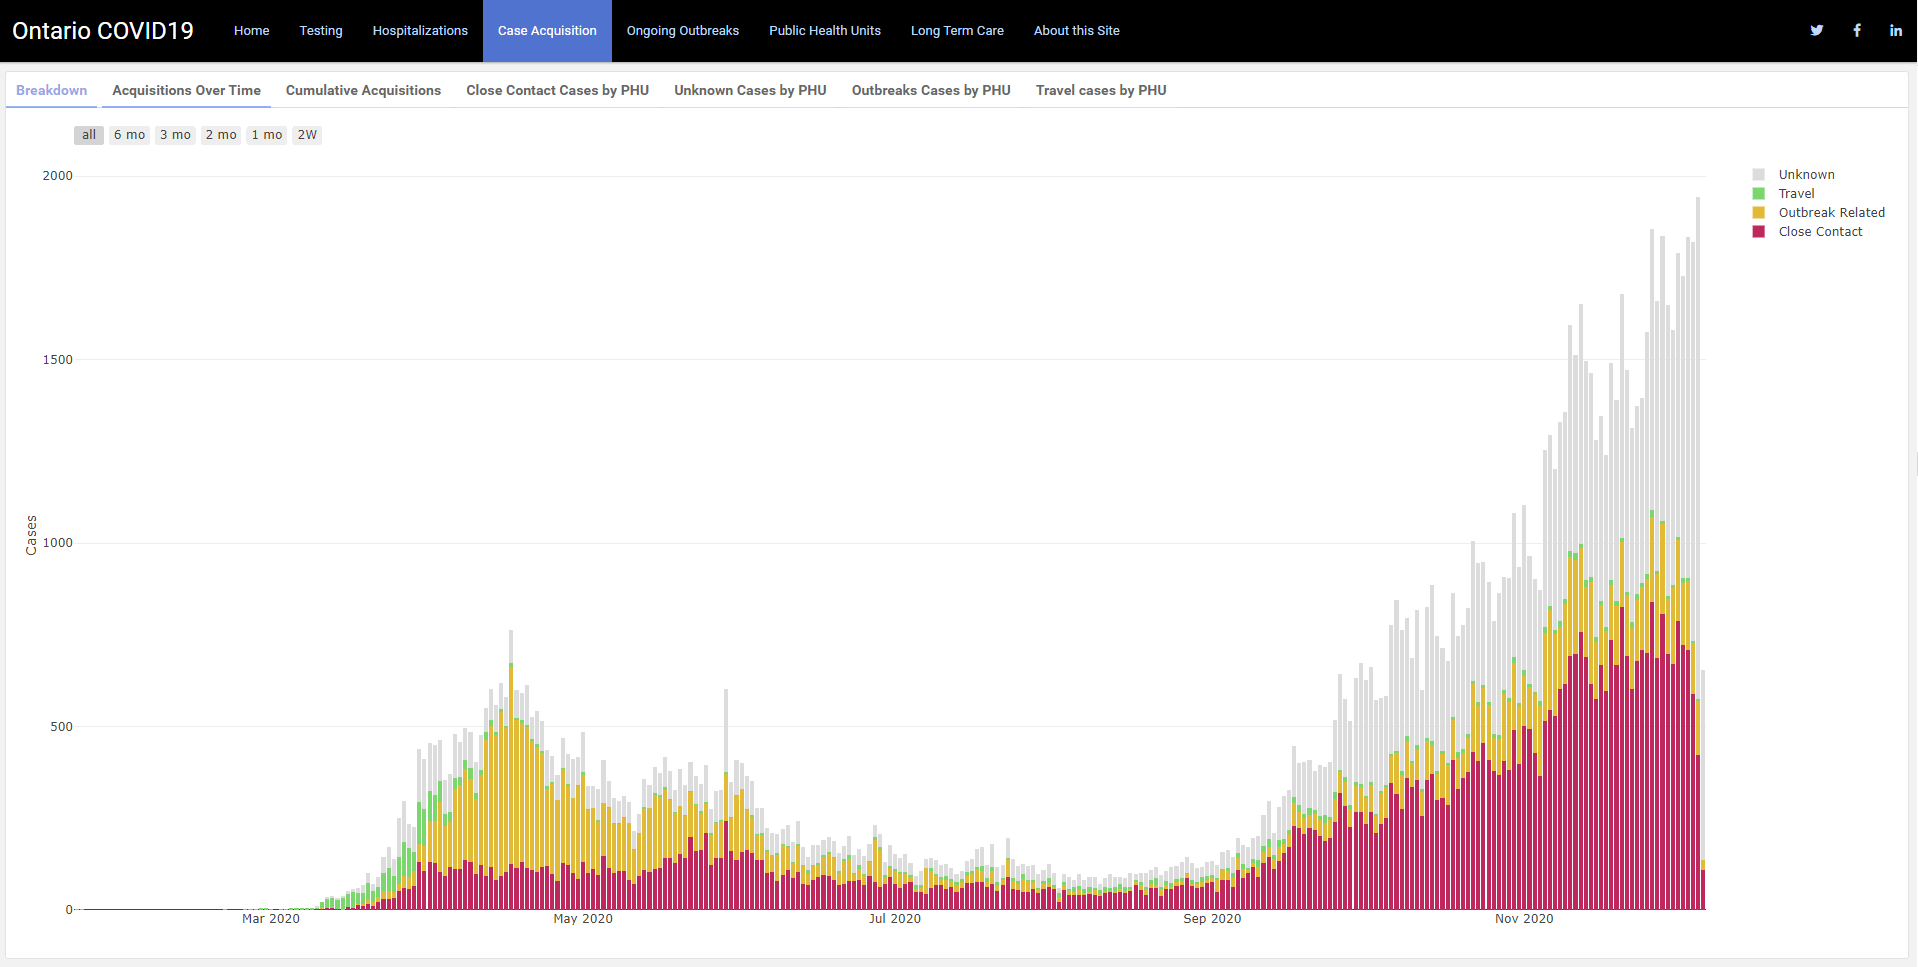 Ontario COVID19 Home Testing Hospitalizations Case Acquisition Ongoing Outbreaks Public Health Units Long Term Care About this Site
Breakdown Acquisitions Over Time Cumulative Acquisitions Close Contact Cases by PHU Unknown Cases by PHU Outbreaks Cases by PHU Travel cases by PHU
all 6 mo 3 mo 2 mo 1 mo 2W
2000
1500
1000
500
0
Cases
Mar 2020 May 2020 Jul 2020 Sep 2020 Nov 2020
Unknown
Travel
Outbreak Related
Close Contact